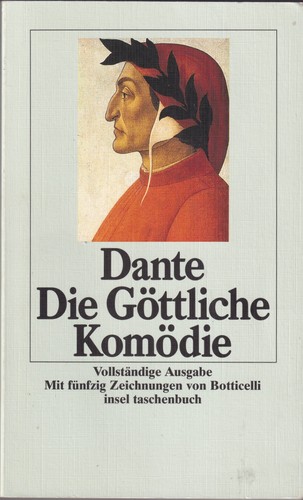 Dante
Die Göttliche
Komödie
Vollständige Ausgabe
Mit fünfzig Zeichnungen von Botticelli
insel taschenbuch